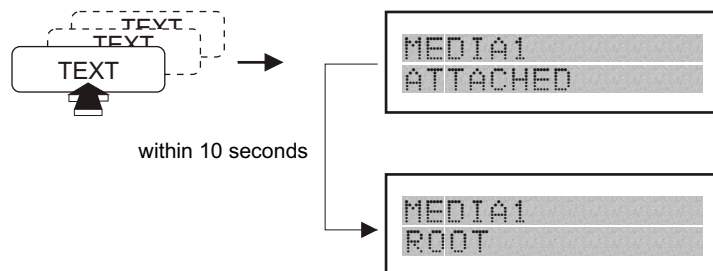 TEXT
TEXT
TEXT
MEDIA1
ATTACHED
within 10 seconds
MEDIA1
ROOT